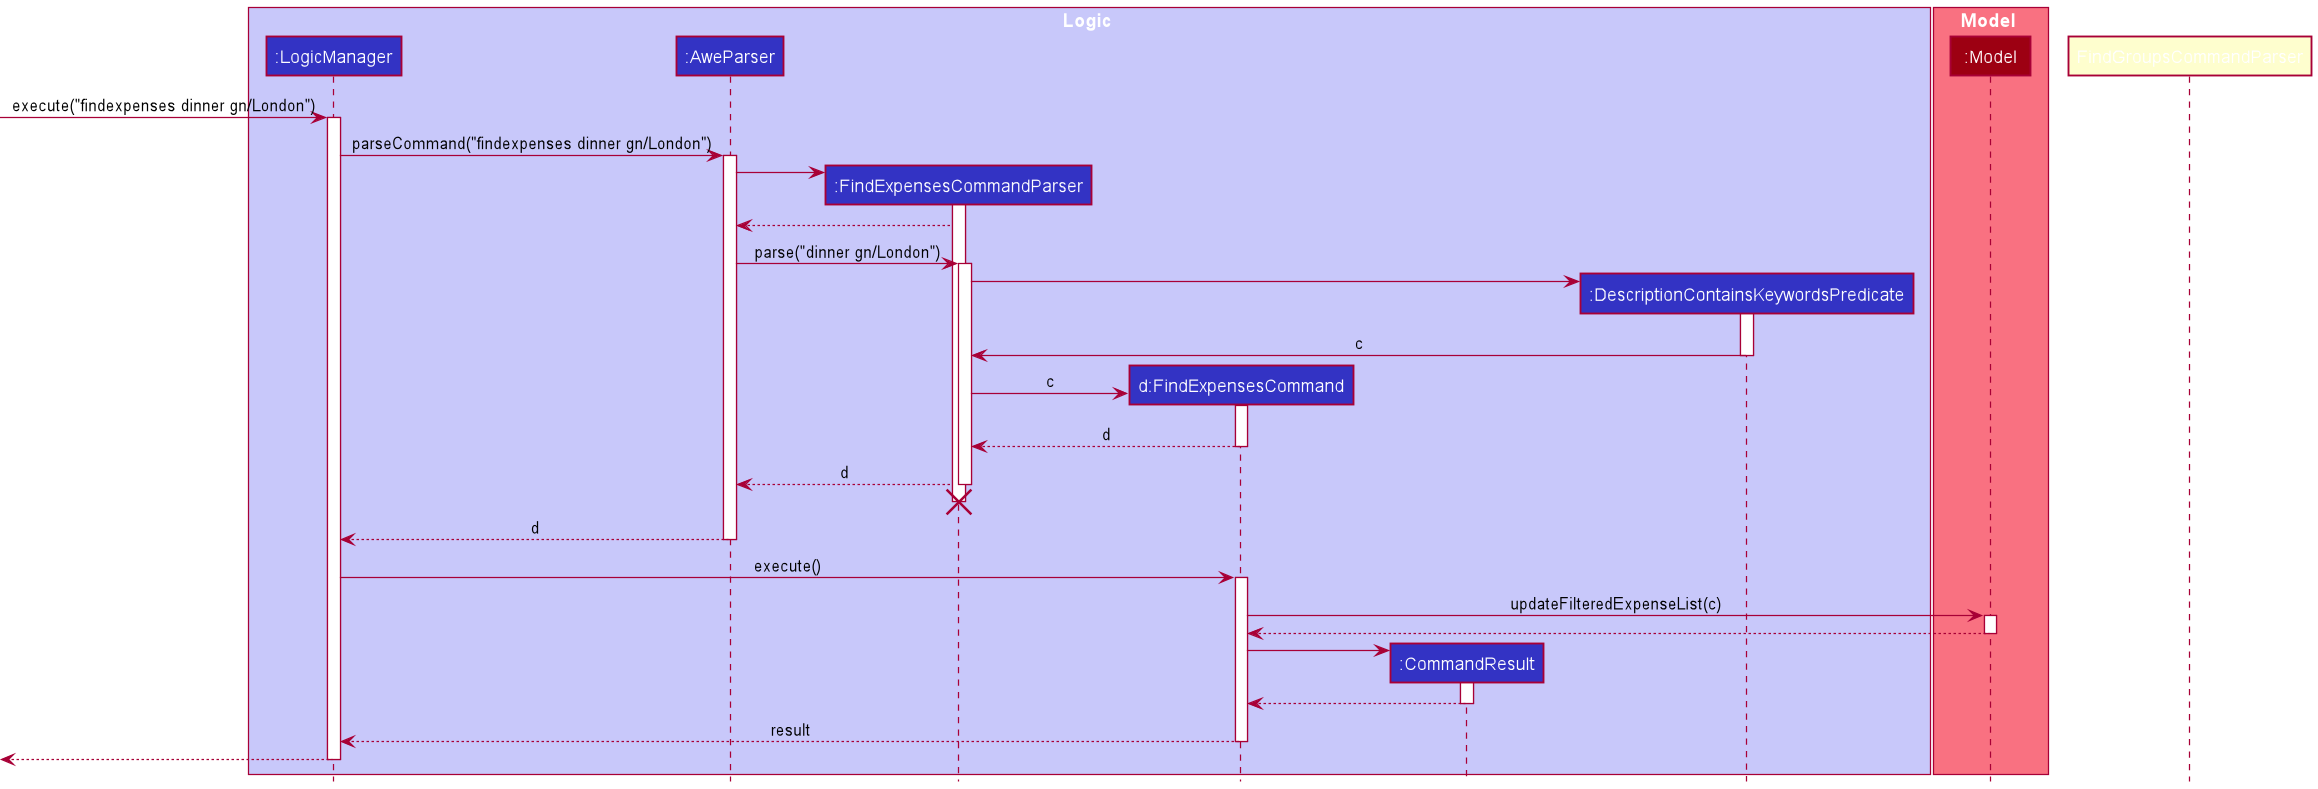 Logic
Model
:LogicManager
:AweParser
:Model
FindGroupsCommandParser
execute("findexpenses dinner gn/London")
parseCommand("findexpenses dinner gn/London")
:FindExpensesCommandParser
parse("dinner gn/London")
:DescriptionContainsKeywordsPredicate
c
c
d:FindExpensesCommand
d
d
d
execute()
updateFilteredExpenseList(c)
:CommandResult
result